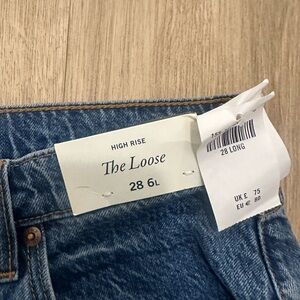 HIGH RISE
The Loose
28 6L
28 LONG
UK £ 75
EU € 80